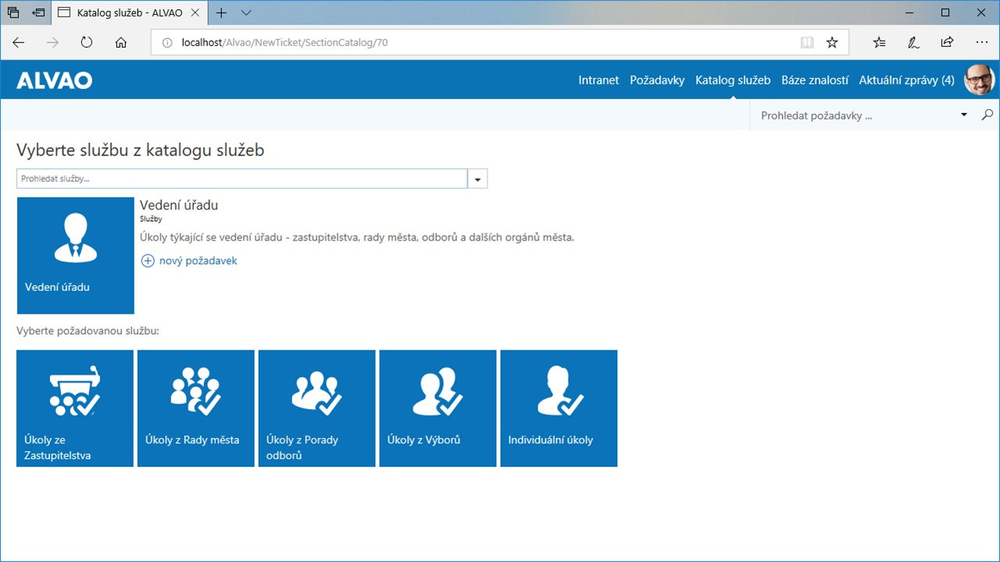 Katalog služeb - ALVAO
localhost/Alvao/NewTicket/SectionCatalog/70
ALVAO
Intranet Požadavky Katalog služeb Báze znalostí Aktuální zprávy (4)
Prohledat požadavky ...
Vyberte službu z katalogu služeb
Prohledat služby...
Vedení úřadu
Vedení úřadu
Služby
Úkoly týkající se vedení úřadu - zastupitelstva, rady města, odborů a dalších orgánů města.
nový požadavek
Vyberte požadovanou službu:
Úkoly ze
Zastupitelstva
Úkoly z Rady města
Úkoly z Porady
odborů
Úkoly z Výborů
Individuální úkoly